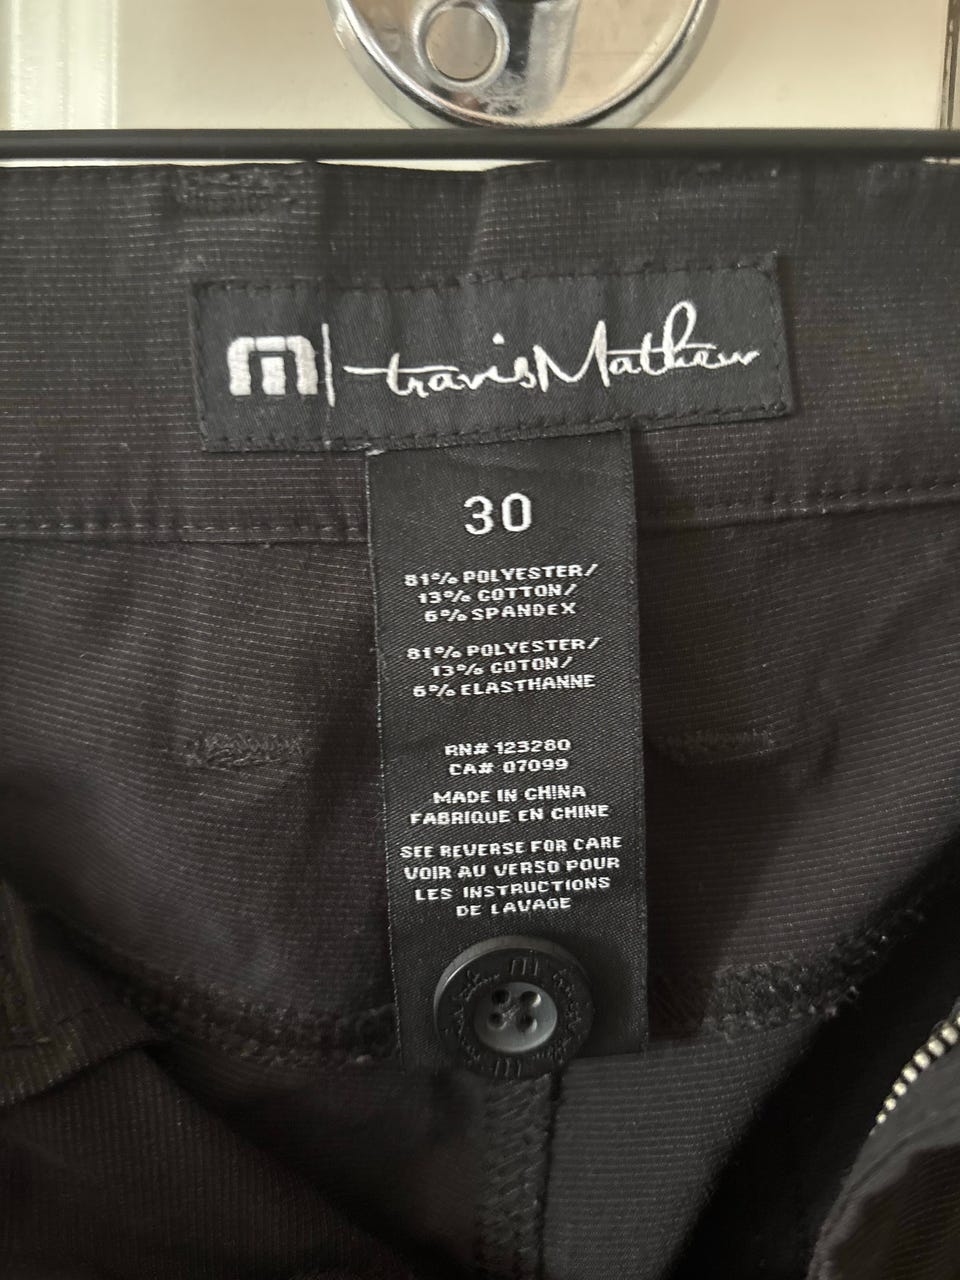 travisMathew
30
81% POLYESTER/
13% COTTON/
6% SPANDEX
81% POLYESTER/
13% COTON/
6% ELASTHANNE
RN# 123280
CA# 07099
MADE IN CHINA
FABRIQUE EN CHINE
SEE REVERSE FOR CARE
VOIR AU VERSO POUR
LES INSTRUCTIONS
DE LAVAGE